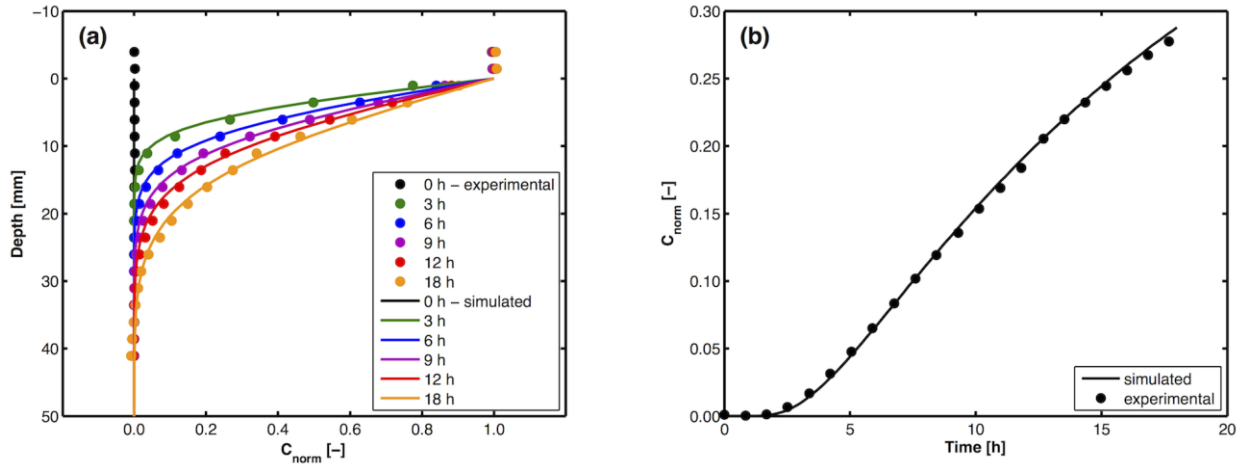 (a)
−10
0
10
20
30
40
50
Depth [mm]
0.0 0.2 0.4 0.6 0.8 1.0
C_norm [–]
0 h – experimental
3 h
6 h
9 h
12 h
18 h
0 h – simulated
3 h
6 h
9 h
12 h
18 h
(b)
0.30
0.25
0.20
0.15
0.10
0.05
0.00
C_norm [–]
0 5 10 15 20
Time [h]
simulated
experimental